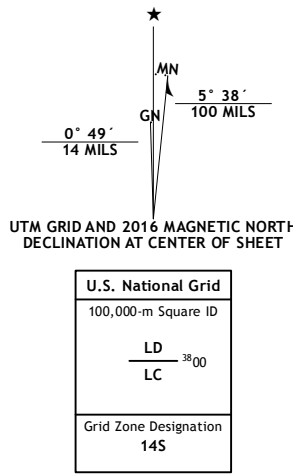 ★
MN
GN
5° 38´
100 MILS
0° 49´
14 MILS
UTM GRID AND 2016 MAGNETIC NORTH
DECLINATION AT CENTER OF SHEET
U.S. National Grid
100,000-m Square ID
LD
3800
LC
Grid Zone Designation
14S